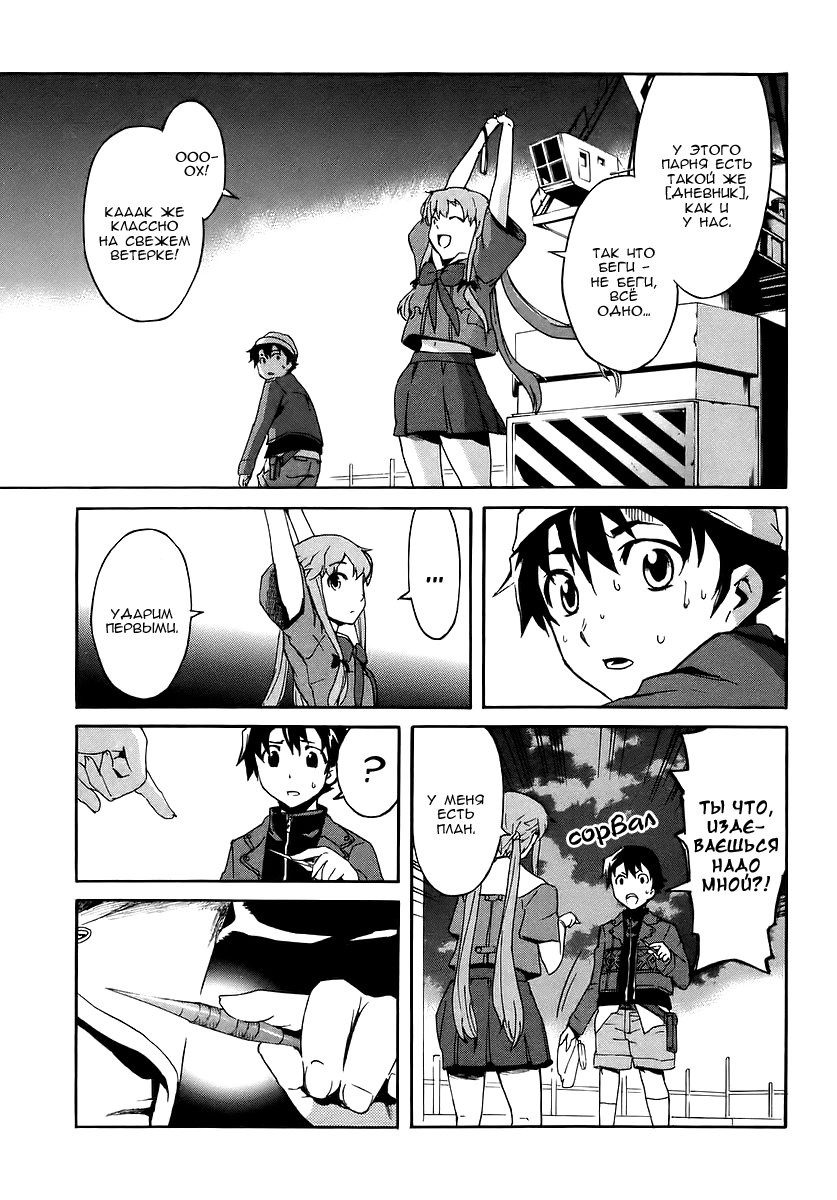 У ЭТОГО
ПАРНЯ ЕСТЬ
ТАКОЙ ЖЕ
[ДНЕВНИК],
КАК И
У НАС.
ТАК ЧТО
БЕГИ -
НЕ БЕГИ,
ВСЁ
ОДНО...
ООО-
ОХ!
КАААК ЖЕ
КЛАССНО
НА СВЕЖЕМ
ВЕТЕРКЕ!
...
УДАРИМ
ПЕРВЫМИ.
ТЫ ЧТО,
ИЗДЕ-
ВАЕШЬСЯ
НАДО
МНОЙ?!
сорвал
У МЕНЯ
ЕСТЬ
ПЛАН.
?